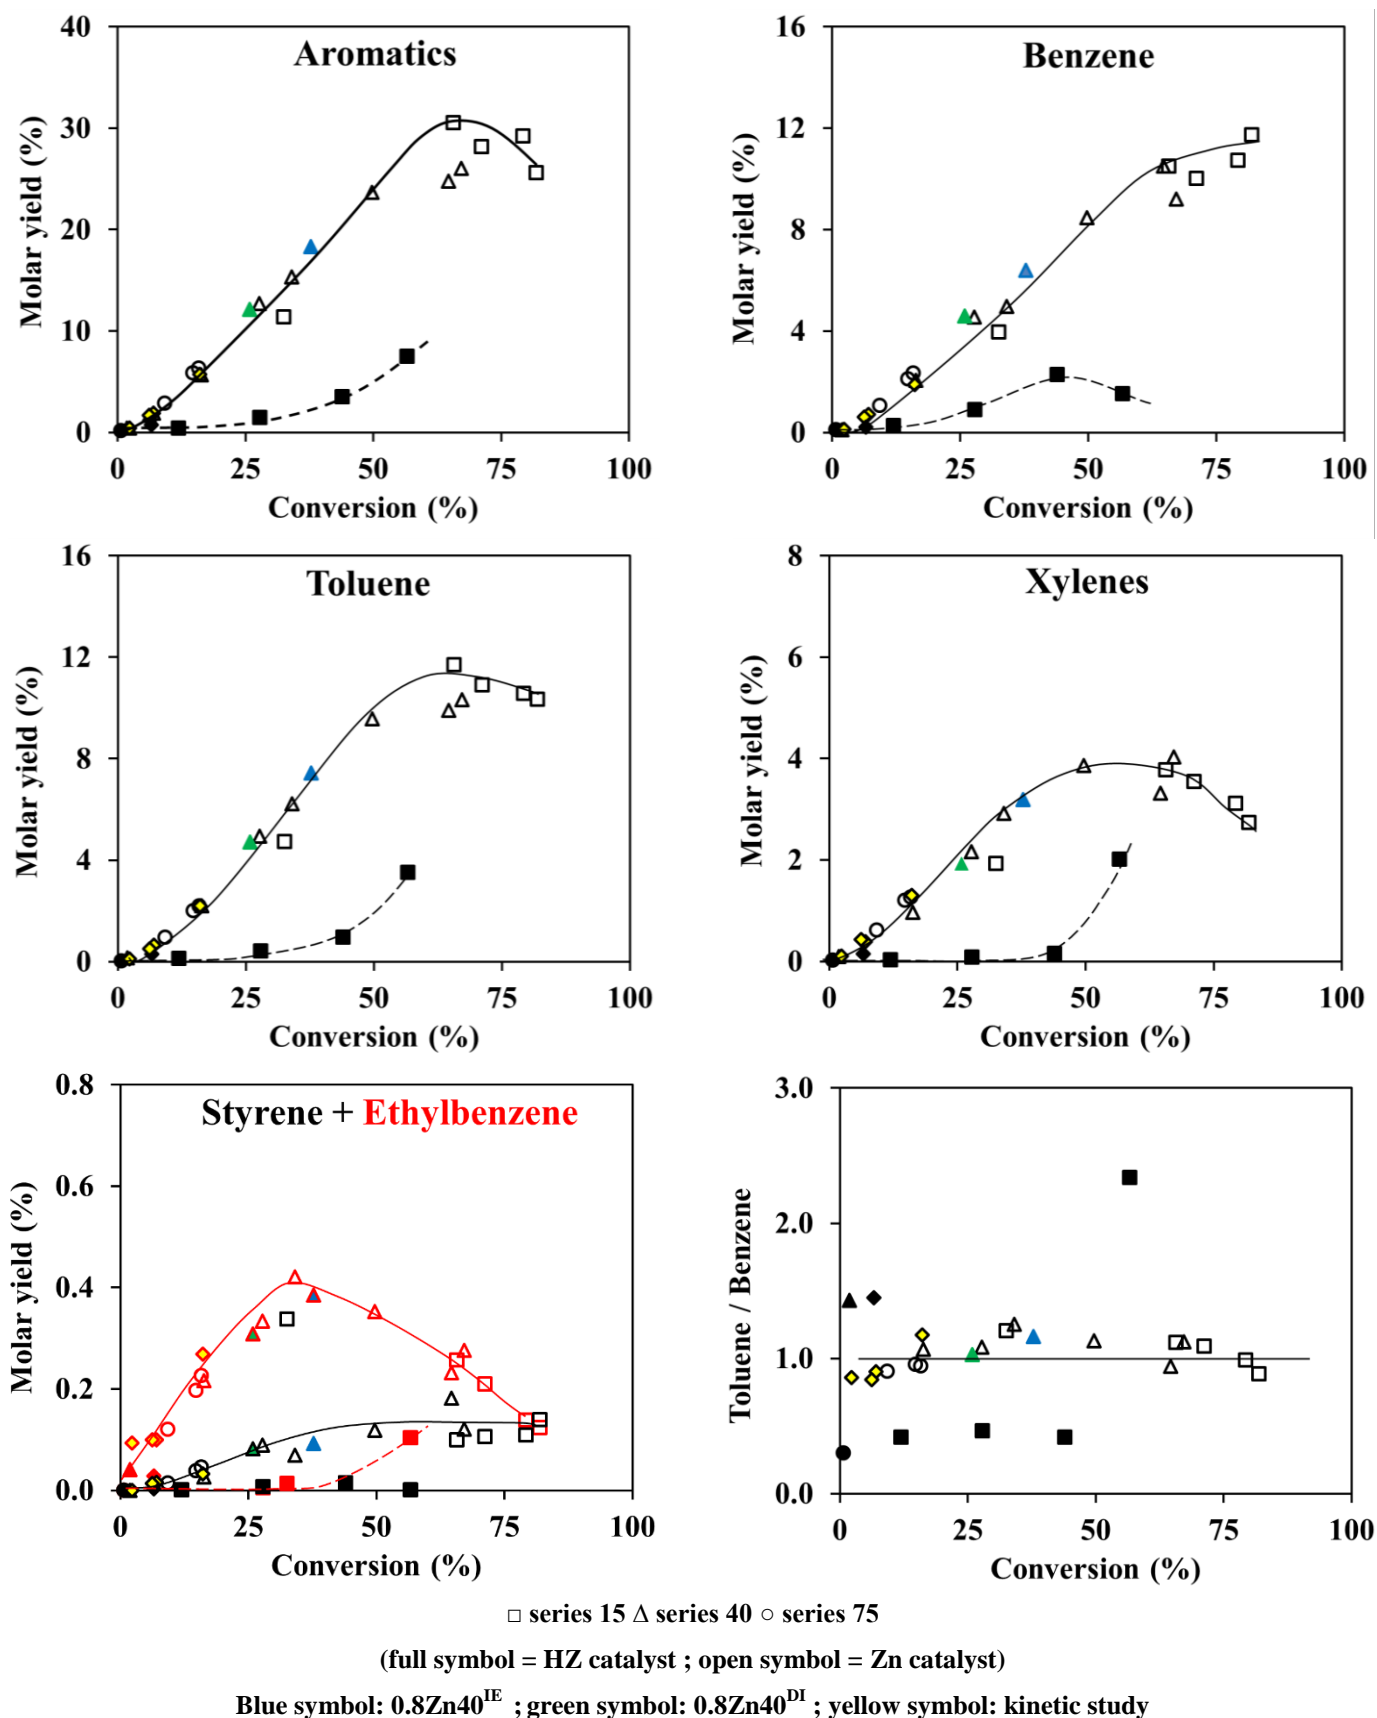 Aromatics
Molar yield (%)
40
30
20
10
0
0 25 50 75 100
Conversion (%)
Benzene
Molar yield (%)
16
12
8
4
0
0 25 50 75 100
Conversion (%)
Toluene
Molar yield (%)
16
12
8
4
0
0 25 50 75 100
Conversion (%)
Xylenes
Molar yield (%)
8
6
4
2
0
0 25 50 75 100
Conversion (%)
Styrene + Ethylbenzene
Molar yield (%)
0.8
0.6
0.4
0.2
0.0
0 25 50 75 100
Conversion (%)
Toluene / Benzene
3.0
2.0
1.0
0.0
0 25 50 75 100
Conversion (%)
□ series 15 Δ series 40 ○ series 75
(full symbol = HZ catalyst ; open symbol = Zn catalyst)
Blue symbol: 0.8Zn40^IE ; green symbol: 0.8Zn40^DI ; yellow symbol: kinetic study